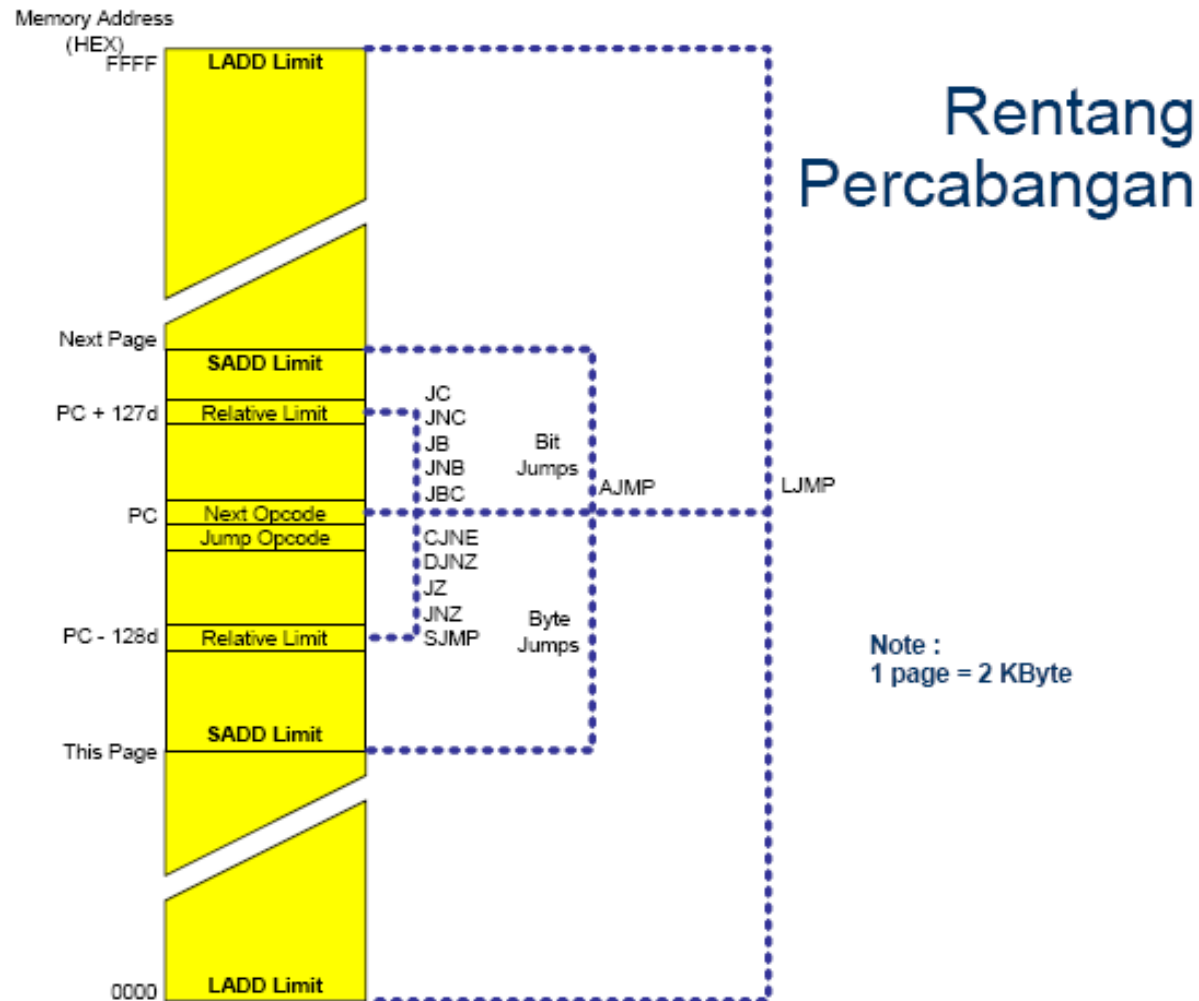 Memory Address
(HEX)
FFFF
LADD Limit
Rentang
Percabangan
Next Page
SADD Limit
PC + 127d
Relative Limit
JC
JNC
JB
JNB
JBC
Bit
Jumps
AJMP
LJMP
PC
Next Opcode
Jump Opcode
CJNE
DJNZ
JZ
JNZ
SJMP
Byte
Jumps
PC - 128d
Relative Limit
Note :
1 page = 2 KByte
SADD Limit
This Page
0000
LADD Limit